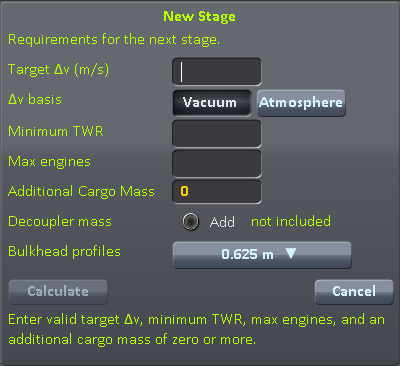 New Stage
Requirements for the next stage.
Target Δv (m/s)
Δv basis Vacuum Atmosphere
Minimum TWR
Max engines
Additional Cargo Mass 0
Decoupler mass Add not included
Bulkhead profiles 0.625 m ▼
Calculate Cancel
Enter valid target Δv, minimum TWR, max engines, and an
additional cargo mass of zero or more.